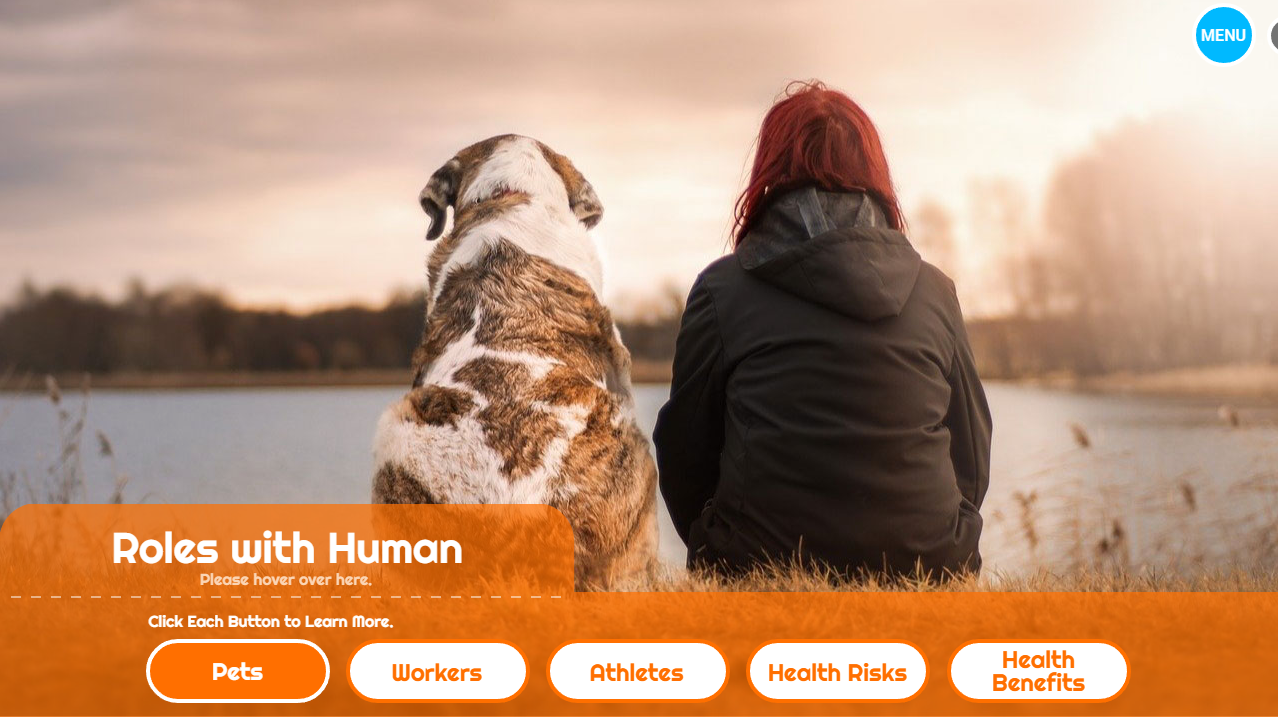 MENU
Roles with Human
Please hover over here.
Click Each Button to Learn More.
Pets
Workers
Athletes
Health Risks
Health
Benefits